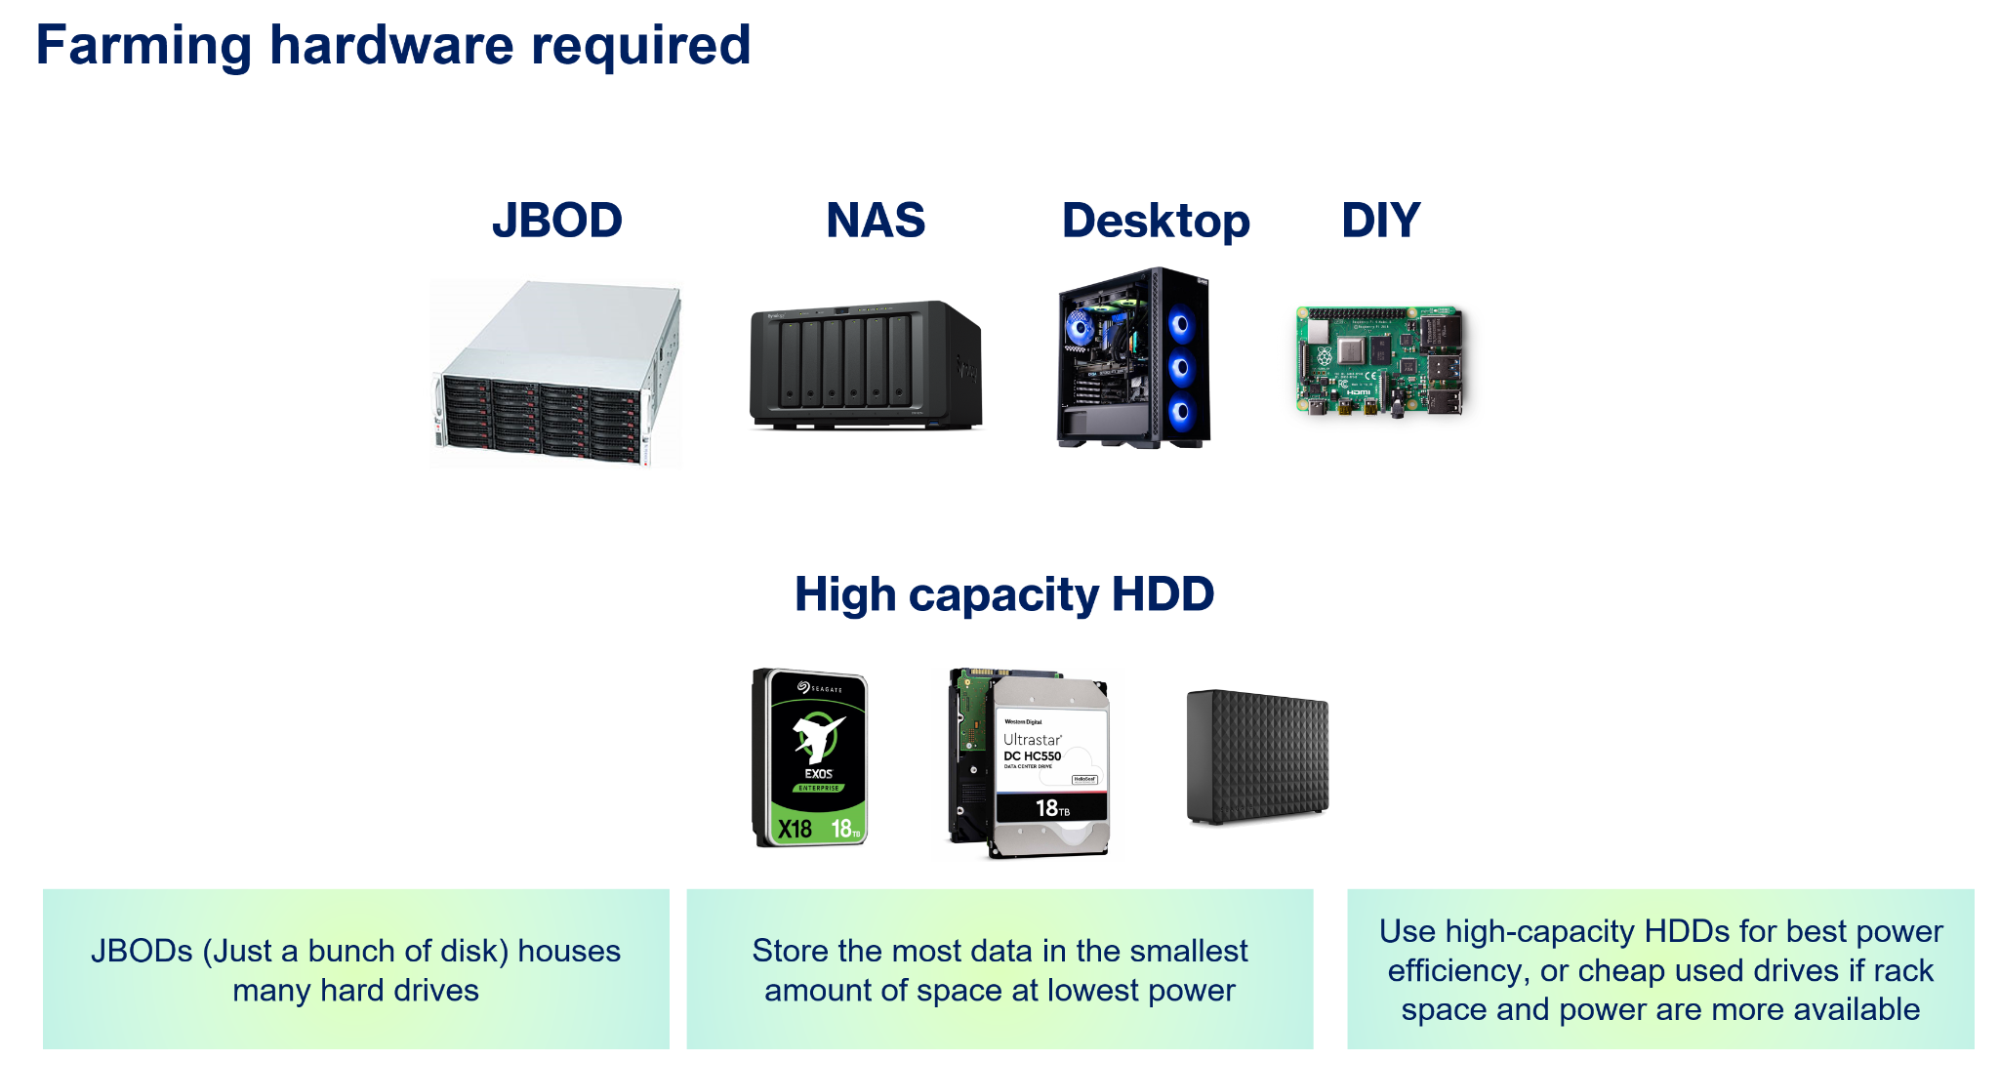 Farming hardware required
JBOD
NAS
Desktop
DIY
Synology
HDMI
High capacity HDD
SEAGATE
EXOS
ENTERPRISE
X18 18TB
Western Digital
Ultrastar
DC HC550
DATA CENTER DRIVE
HelioSeal
18TB
JBODs (Just a bunch of disk) houses
many hard drives
Store the most data in the smallest
amount of space at lowest power
Use high-capacity HDDs for best power
efficiency, or cheap used drives if rack
space and power are more available